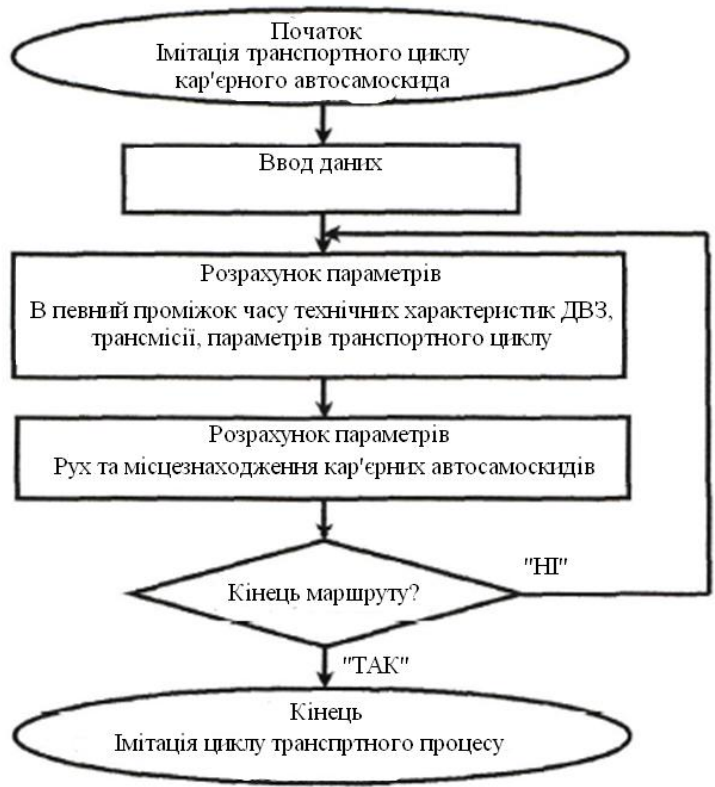 Початок
Імітація транспортного циклу
кар'єрного автосамоскида
Ввод даних
Розрахунок параметрів
В певний проміжок часу технічних характеристик ДВЗ,
трансмісії, параметрів транспортного циклу
Розрахунок параметрів
Рух та місцезнаходження кар'єрних автосамоскидів
Кінець маршруту?
"НІ"
"ТАК"
Кінець
Імітація циклу транспртного процесу